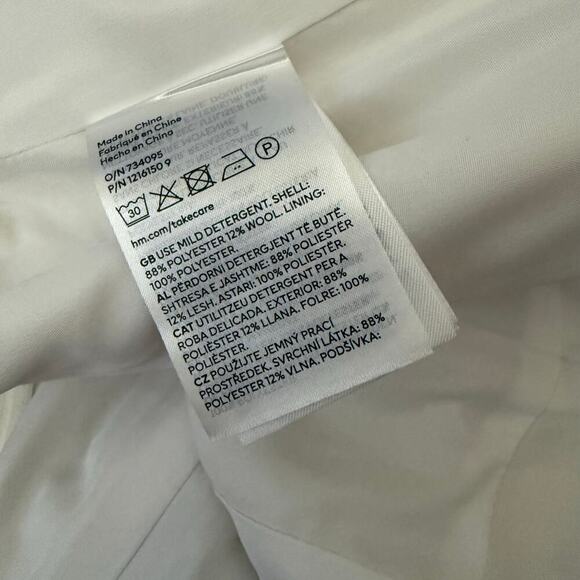 Made in China
Fabriqué en Chine
Hecho en China
O/N 734095
P/N 1216150 9
30
P
hm.com/takecare
GB USE MILD DETERGENT. SHELL:
88% POLYESTER 12% WOOL. LINING:
100% POLYESTER.
AL PËRDORNI DETERGJENT TË BUTË.
SHTRESA E JASHTME: 88% POLIESTËR
12% LESH. ASTARI: 100% POLIESTËR.
CAT UTILITZEU DETERGENT PER A
ROBA DELICADA. EXTERIOR: 88%
POLIÈSTER 12% LLANA. FOLRE: 100%
POLIÈSTER.
CZ POUŽIJTE JEMNÝ PRACÍ
PROSTŘEDEK. SVRCHNÍ LÁTKA: 88%
POLYESTER 12% VLNA. PODŠÍVKA: